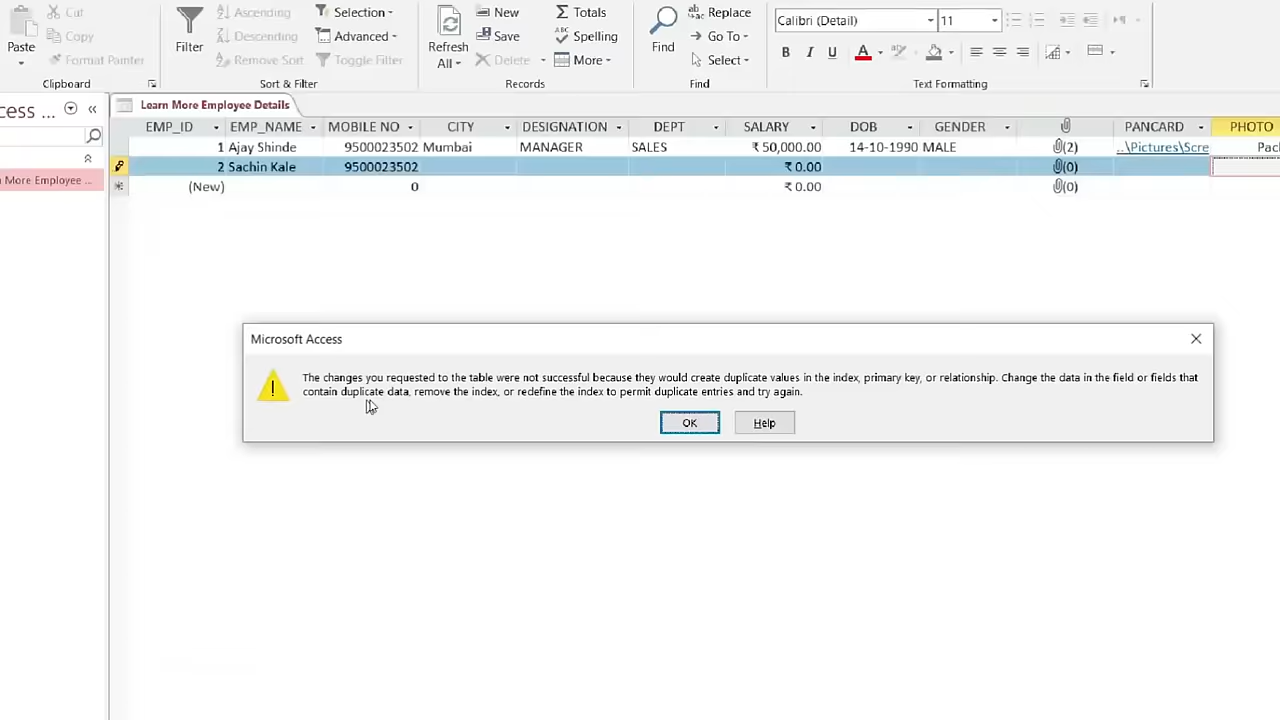 Cut
Copy
Format Painter
Paste
Clipboard
Filter
Ascending
Descending
Remove Sort
Selection
Advanced
Toggle Filter
Sort & Filter
Refresh
All
New
Save
Delete
Totals
Spelling
More
Records
Find
Replace
Go To
Select
Find
Calibri (Detail)
11
B I U A
Text Formatting
cess ...
Learn More Employee Details
EMP_ID EMP_NAME MOBILE NO CITY DESIGNATION DEPT SALARY DOB GENDER PANCARD PHOTO
1 Ajay Shinde 9500023502 Mumbai MANAGER SALES ₹ 50,000.00 14-10-1990 MALE (2) ..\Pictures\Scre Pac
2 Sachin Kale 9500023502 ₹ 0.00 (0)
(New) 0 ₹ 0.00 (0)
n More Employee ...
Microsoft Access
The changes you requested to the table were not successful because they would create duplicate values in the index, primary key, or relationship. Change the data in the field or fields that
contain duplicate data, remove the index, or redefine the index to permit duplicate entries and try again.
OK
Help